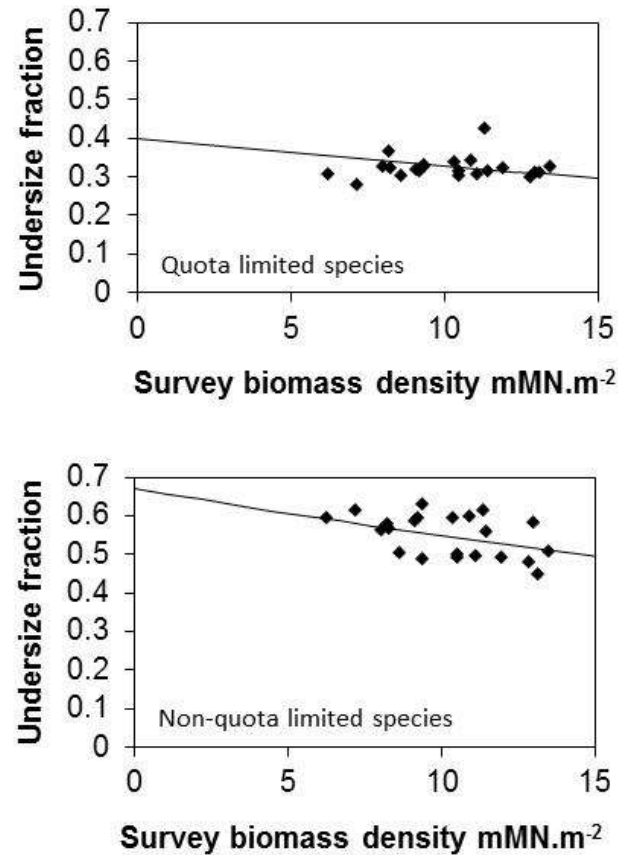 Undersize fraction
0.7
0.6
0.5
0.4
0.3
0.2
0.1
0
Quota limited species
0 5 10 15
Survey biomass density mMN.m-2
Undersize fraction
0.7
0.6
0.5
0.4
0.3
0.2
0.1
0
Non-quota limited species
0 5 10 15
Survey biomass density mMN.m-2